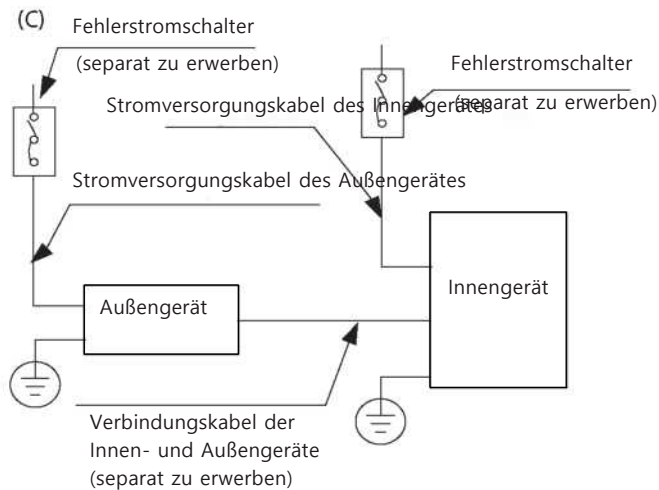 (C)
Fehlerstromschalter
(separat zu erwerben)
Fehlerstromschalter
(separat zu erwerben)
Stromversorgungskabel des Innengerätes
Stromversorgungskabel des Außengerätes
Außengerät
Innengerät
Verbindungskabel der
Innen- und Außengeräte
(separat zu erwerben)